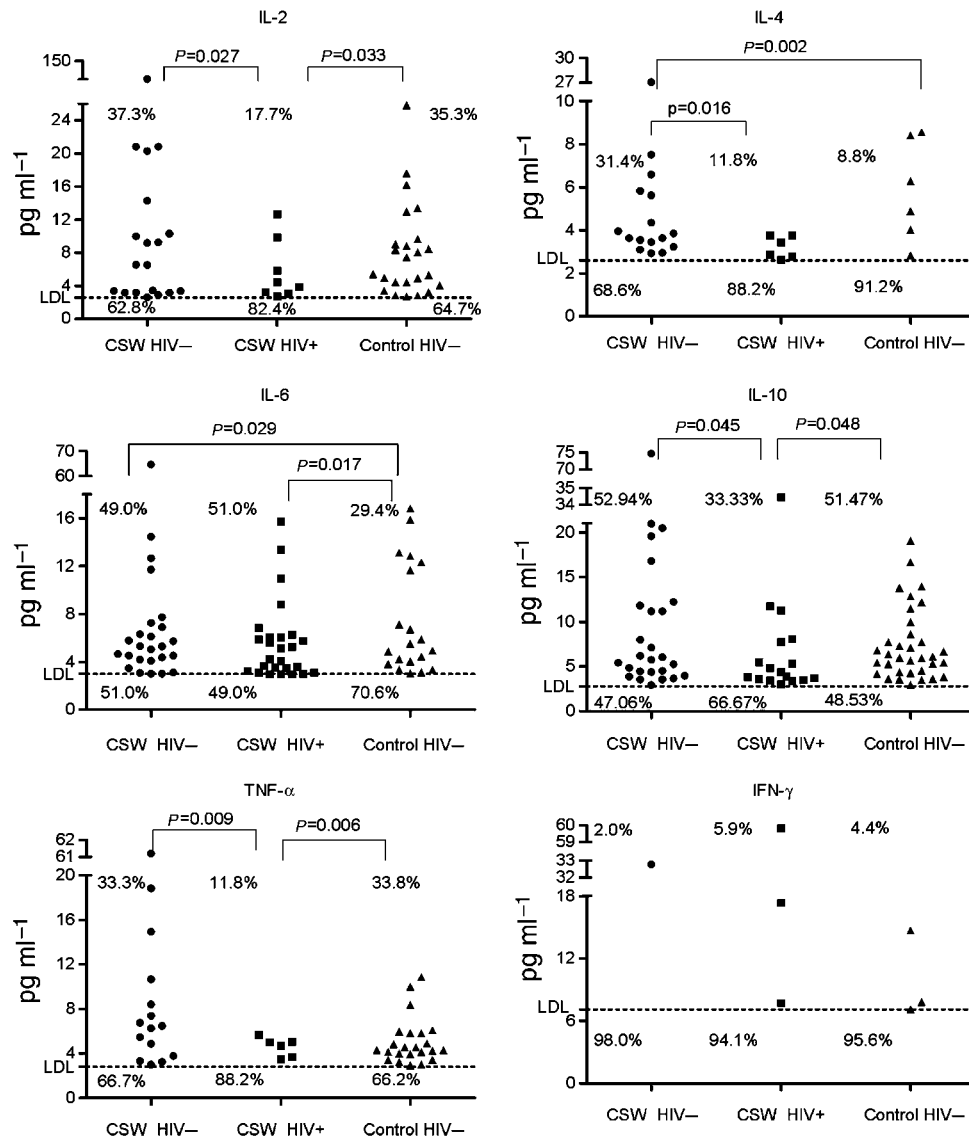 IL-2
150
P=0.027
P=0.033
37.3%
17.7%
35.3%
24
20
16
12
8
4
0
pg ml−1
LDL
62.8%
82.4%
64.7%
CSW HIV−
CSW HIV+
Control HIV−
IL-4
P=0.002
30
27
10
p=0.016
31.4%
11.8%
8.8%
8
6
4
2
0
pg ml−1
LDL
68.6%
88.2%
91.2%
CSW HIV−
CSW HIV+
Control HIV−
IL-6
P=0.029
70
60
P=0.017
49.0%
51.0%
29.4%
16
12
8
4
0
pg ml−1
LDL
51.0%
49.0%
70.6%
CSW HIV−
CSW HIV+
Control HIV−
IL-10
P=0.045
P=0.048
75
70
35
34
52.94%
33.33%
51.47%
20
15
10
5
0
pg ml−1
LDL
47.06%
66.67%
48.53%
CSW HIV−
CSW HIV+
Control HIV−
TNF-α
P=0.009
P=0.006
62
61
33.3%
11.8%
33.8%
20
16
12
8
4
0
pg ml−1
LDL
66.7%
88.2%
66.2%
CSW HIV−
CSW HIV+
Control HIV−
IFN-γ
60
59
2.0%
5.9%
4.4%
33
32
18
12
6
0
pg ml−1
LDL
98.0%
94.1%
95.6%
CSW HIV−
CSW HIV+
Control HIV−